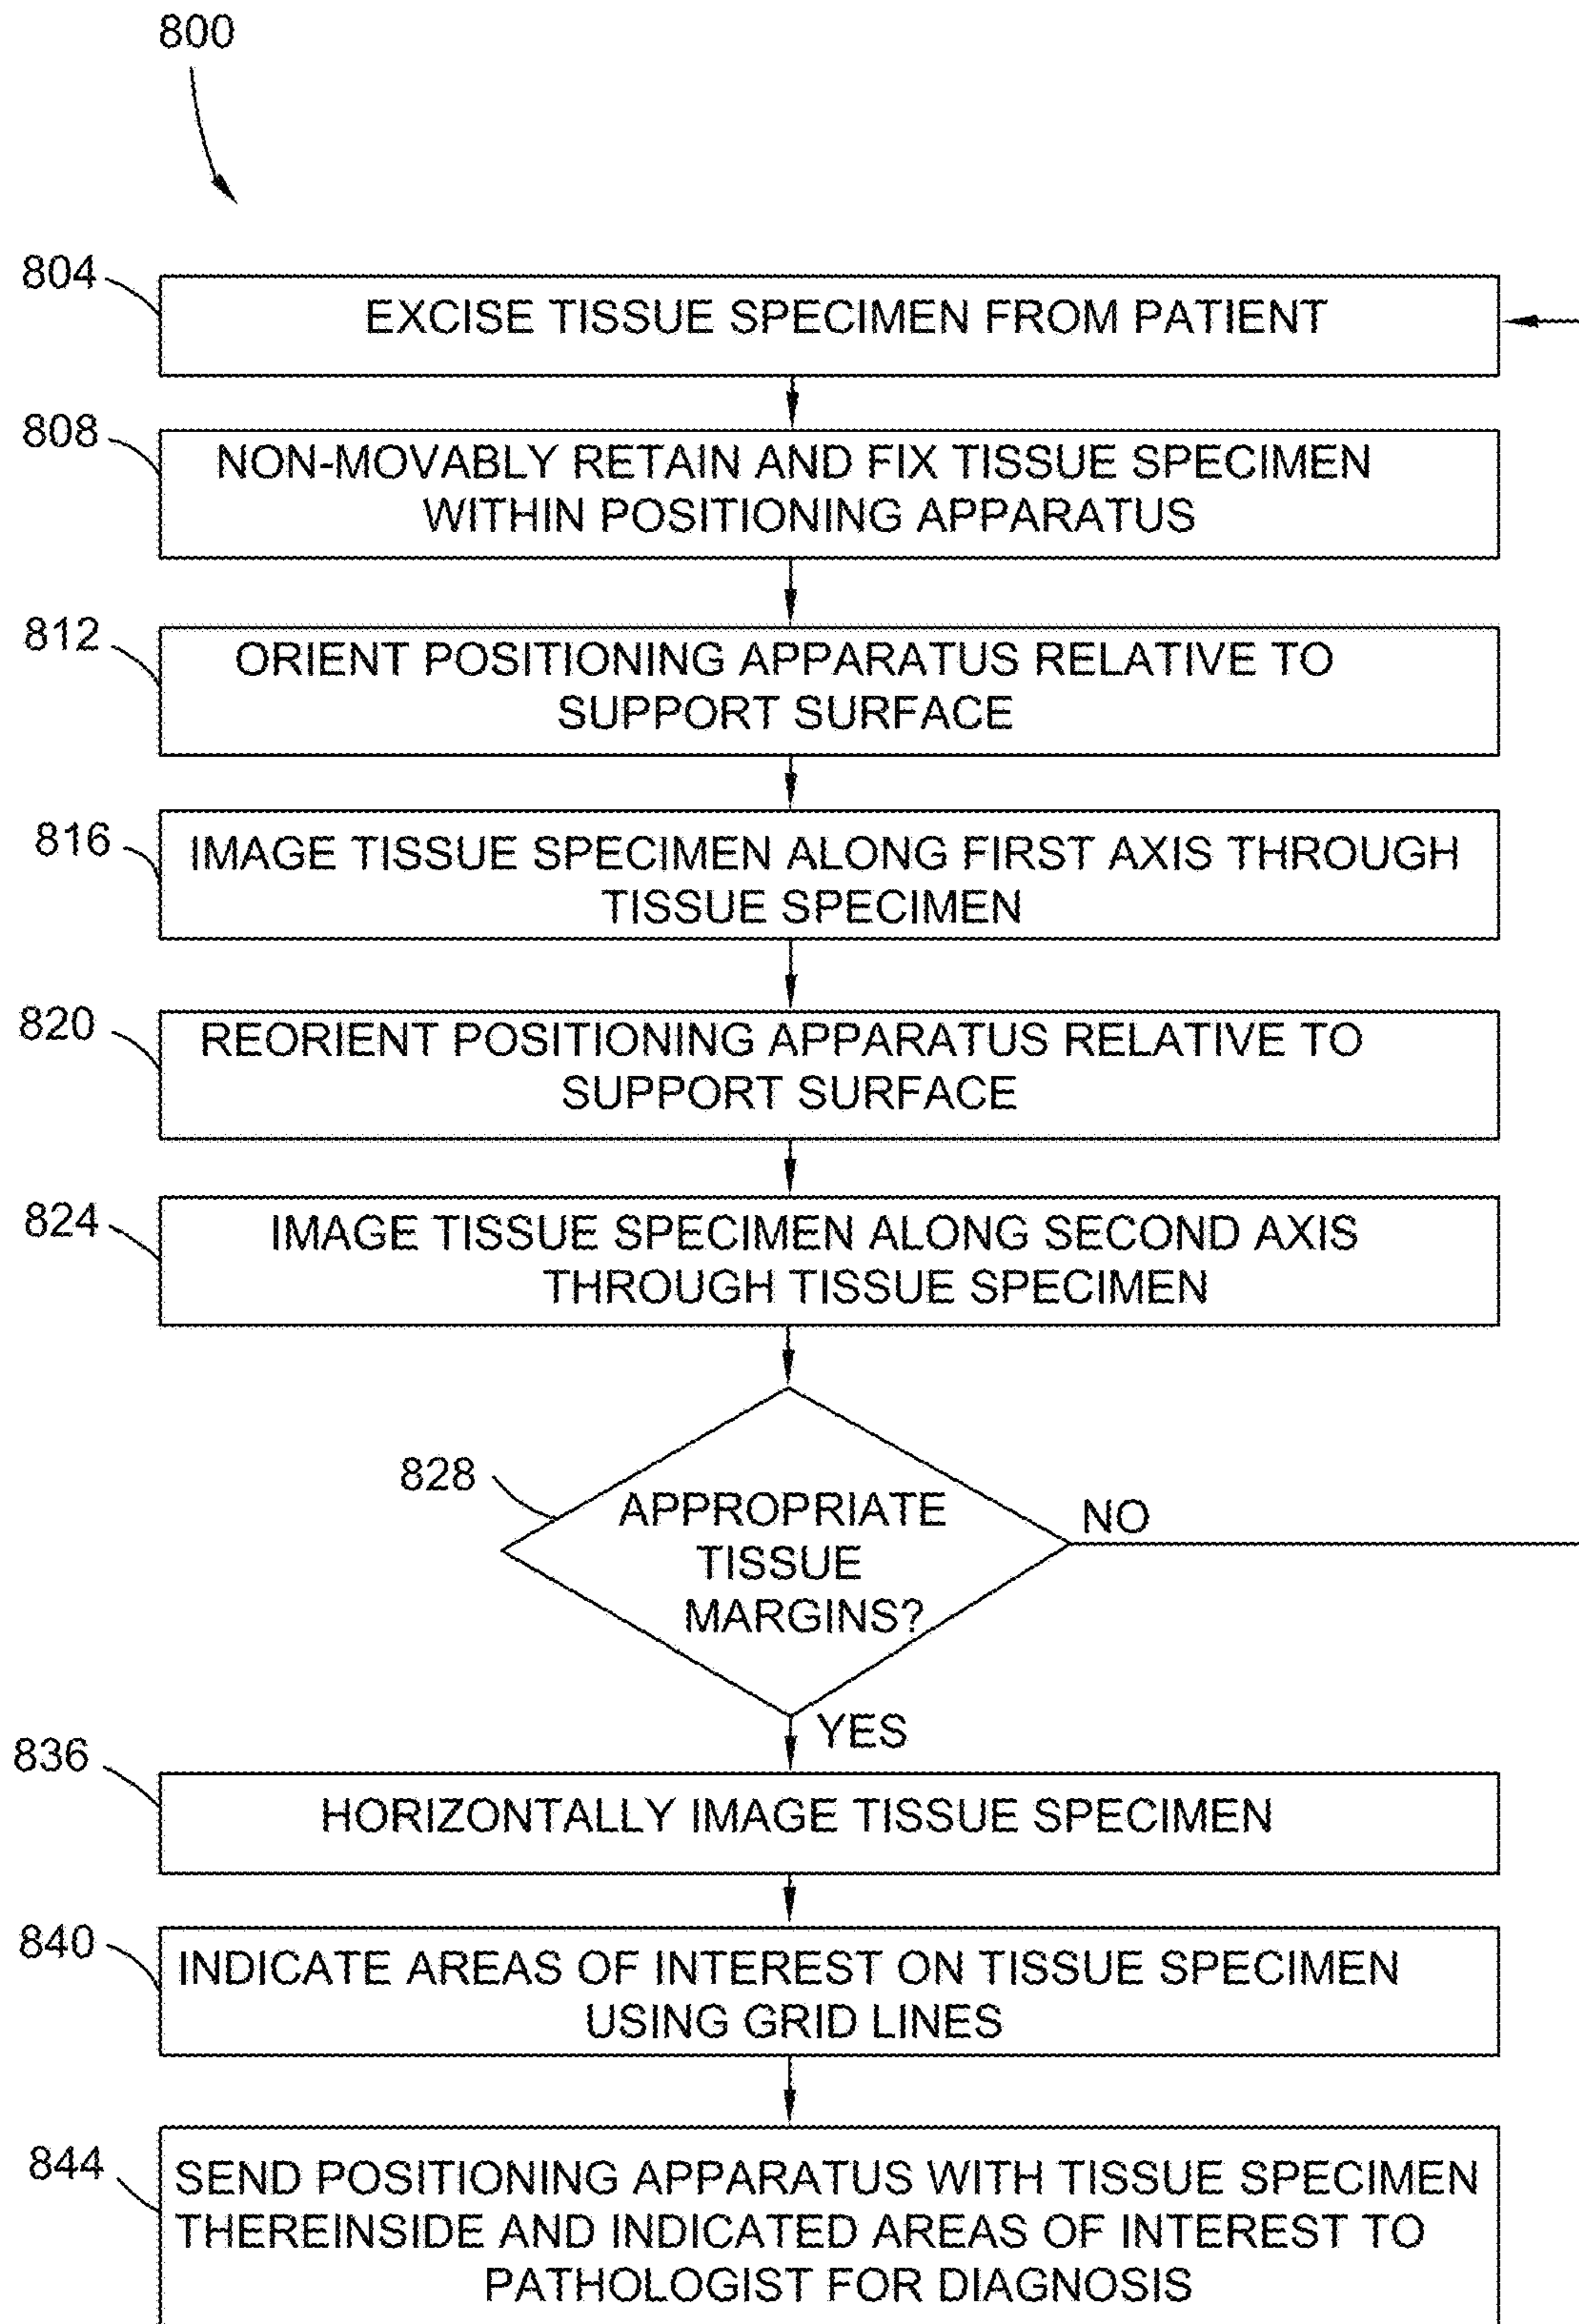 800
804
EXCISE TISSUE SPECIMEN FROM PATIENT
808
NON-MOVABLY RETAIN AND FIX TISSUE SPECIMEN
WITHIN POSITIONING APPARATUS
812
ORIENT POSITIONING APPARATUS RELATIVE TO
SUPPORT SURFACE
816
IMAGE TISSUE SPECIMEN ALONG FIRST AXIS THROUGH
TISSUE SPECIMEN
820
REORIENT POSITIONING APPARATUS RELATIVE TO
SUPPORT SURFACE
824
IMAGE TISSUE SPECIMEN ALONG SECOND AXIS
THROUGH TISSUE SPECIMEN
828
APPROPRIATE
TISSUE
MARGINS?
NO
YES
836
HORIZONTALLY IMAGE TISSUE SPECIMEN
840
INDICATE AREAS OF INTEREST ON TISSUE SPECIMEN
USING GRID LINES
844
SEND POSITIONING APPARATUS WITH TISSUE SPECIMEN
THEREINSIDE AND INDICATED AREAS OF INTEREST TO
PATHOLOGIST FOR DIAGNOSIS